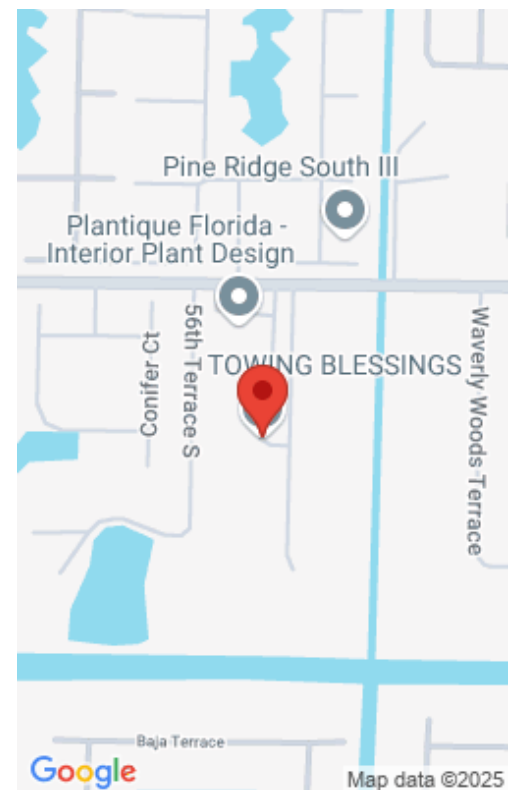 Pine Ridge South III
Plantique Florida -
Interior Plant Design
56th Terrace S
Conifer Ct
TOWING BLESSINGS
Waverly Woods Terrace
Baja Terrace
Google
Map data ©2025